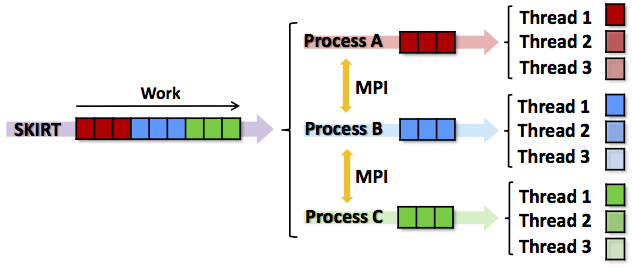 Work
SKIRT
Process A
MPI
Process B
MPI
Process C
Thread 1
Thread 2
Thread 3
Thread 1
Thread 2
Thread 3
Thread 1
Thread 2
Thread 3